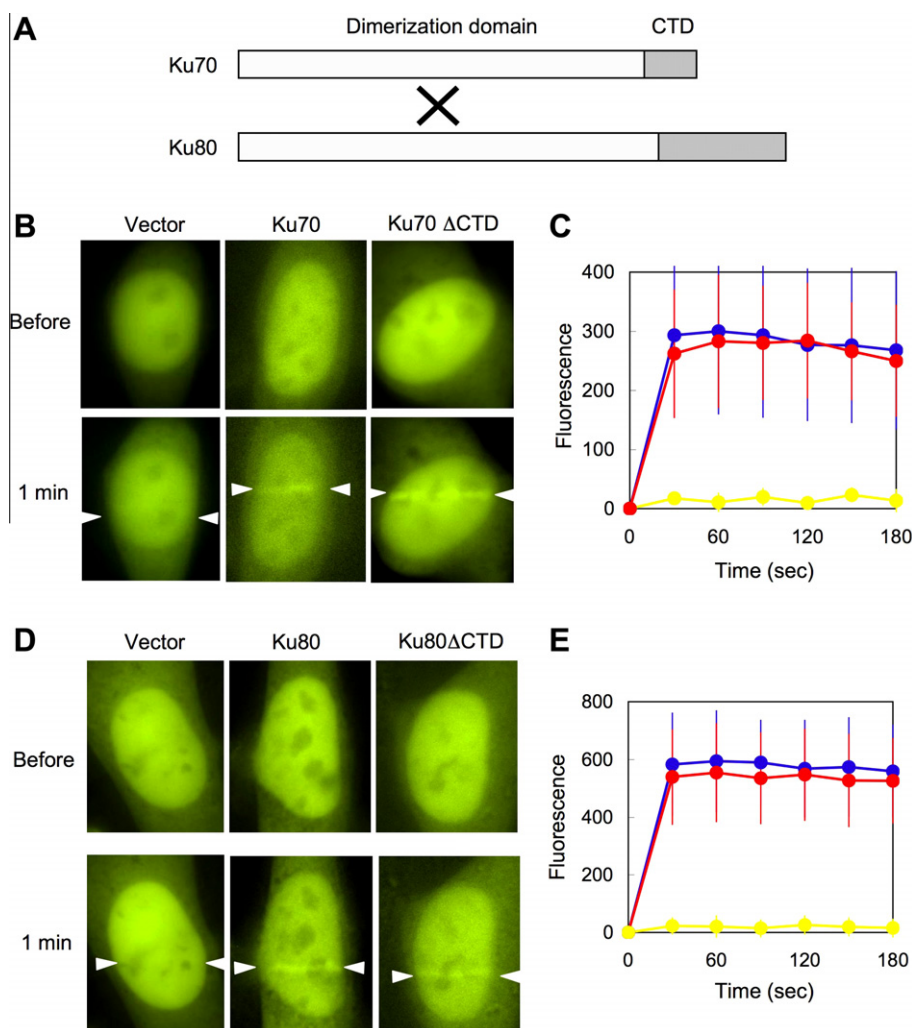 A
Dimerization domain CTD
Ku70
Ku80
B
Vector Ku70 Ku70 ΔCTD
Before
1 min
C
400
300
200
100
0
Fluorescence
0 60 120 180
Time (sec)
D
Vector Ku80 Ku80ΔCTD
Before
1 min
E
800
600
400
200
0
Fluorescence
0 60 120 180
Time (sec)